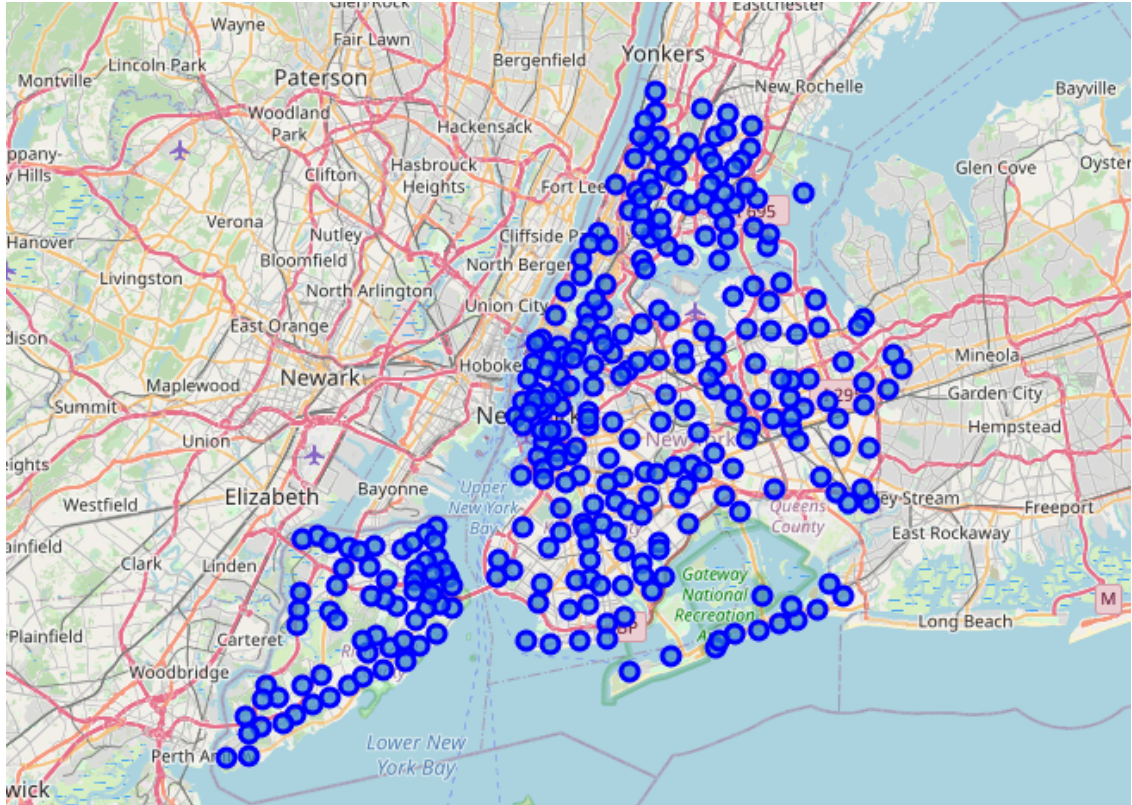 Glen Rock
Eastchester
Wayne
Fair Lawn
Yonkers
Lincoln Park
Bergenfield
Montville
Paterson
New Rochelle
Bayville
Woodland
Park
Hackensack
Hasbrouck
Heights
Glen Cove
Oyster
Clifton
Fort Lee
695
Verona
Nutley
Cliffside
Hanover
Bloomfield
North Bergen
Livingston
North Arlington
Union City
East Orange
Mineola
Hoboken
Maplewood
Newark
Garden City
Summit
Union
Hempstead
New York
Elizabeth
Bayonne
Upper
New York
Bay
Queens
County
Westfield
Freeport
East Rockaway
Clark
Linden
Gateway
National
Recreation
M
Plainfield
Carteret
Long Beach
Woodbridge
Lower New
York Bay